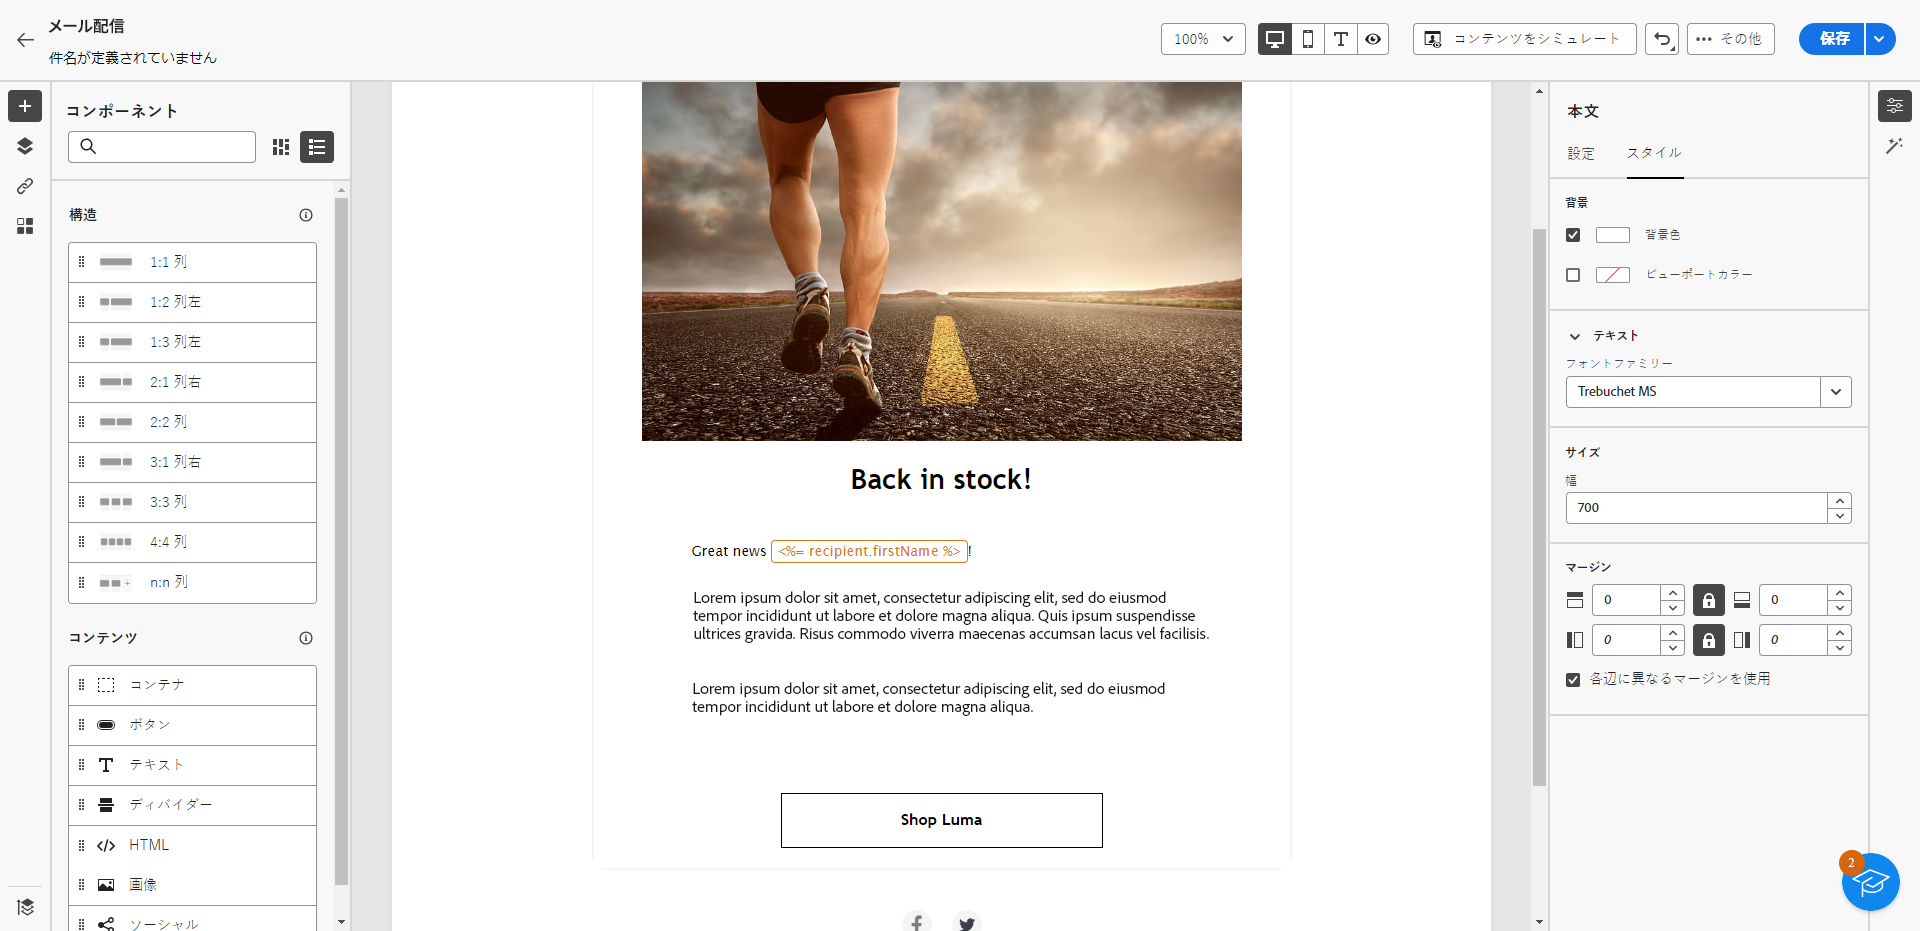 メール配信
件名が定義されていません
100%
コンテンツをシミュレート
その他
保存
コンポーネント
構造
1:1 列
1:2 列左
1:3 列左
2:1 列右
2:2 列
3:1 列右
3:3 列
4:4 列
n:n 列
コンテンツ
コンテナ
ボタン
テキスト
ディバイダー
HTML
画像
ソーシャル
Back in stock!
Great news <%= recipient.firstName %>!
Lorem ipsum dolor sit amet, consectetur adipiscing elit, sed do eiusmod
tempor incididunt ut labore et dolore magna aliqua. Quis ipsum suspendisse
ultrices gravida. Risus commodo viverra maecenas accumsan lacus vel facilisis.
Lorem ipsum dolor sit amet, consectetur adipiscing elit, sed do eiusmod
tempor incididunt ut labore et dolore magna aliqua.
Shop Luma
本文
設定 スタイル
背景
背景色
ビューポートカラー
テキスト
フォントファミリー
Trebuchet MS
サイズ
幅
700
マージン
0 0
0 0
各辺に異なるマージンを使用
2